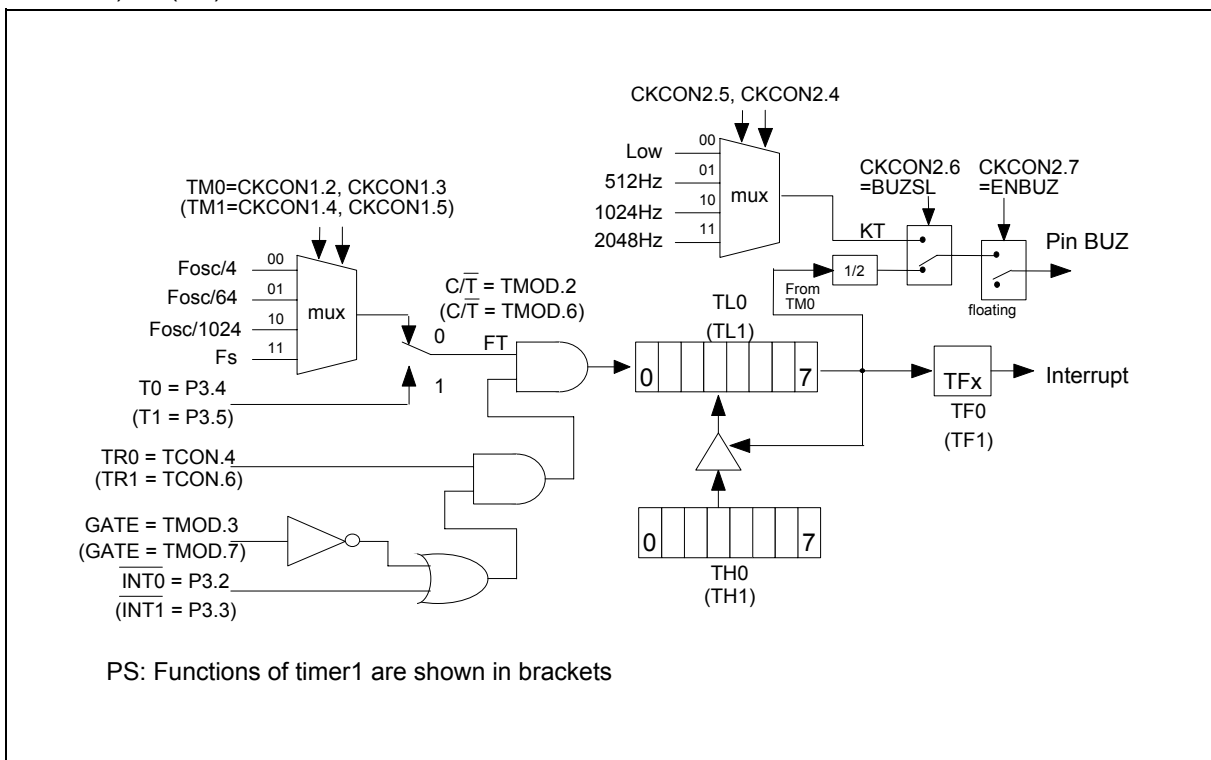 CKCON2.5, CKCON2.4
Low
00
512Hz
01
1024Hz
10
2048Hz
11
mux
KT
CKCON2.6
=BUZSL
CKCON2.7
=ENBUZ
Pin BUZ
1/2
From
TM0
floating
TM0=CKCON1.2, CKCON1.3
(TM1=CKCON1.4, CKCON1.5)
Fosc/4
00
Fosc/64
01
Fosc/1024
10
Fs
11
mux
C/T̅ = TMOD.2
(C/T̅ = TMOD.6)
0
FT
1
T0 = P3.4
(T1 = P3.5)
TL0
(TL1)
0 7
TFx
Interrupt
TF0
(TF1)
TR0 = TCON.4
(TR1 = TCON.6)
GATE = TMOD.3
(GATE = TMOD.7)
I̅N̅T̅0̅ = P3.2
(I̅N̅T̅1̅ = P3.3)
0 7
TH0
(TH1)
PS: Functions of timer1 are shown in brackets